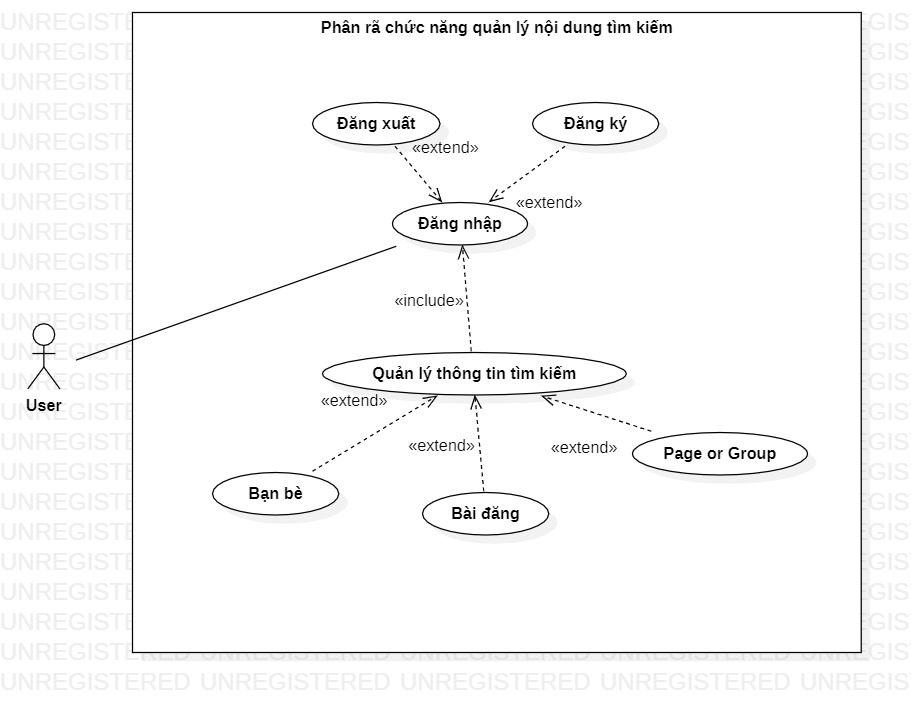 Phân rã chức năng quản lý nội dung tìm kiếm
Đăng xuất
Đăng ký
«extend»
«extend»
Đăng nhập
«include»
User
Quản lý thông tin tìm kiếm
«extend»
«extend»
«extend»
Page or Group
Bạn bè
Bài đăng
UNREGISTERED UNREGISTERED UNREGISTERED UNREGISTERED UNREGIS